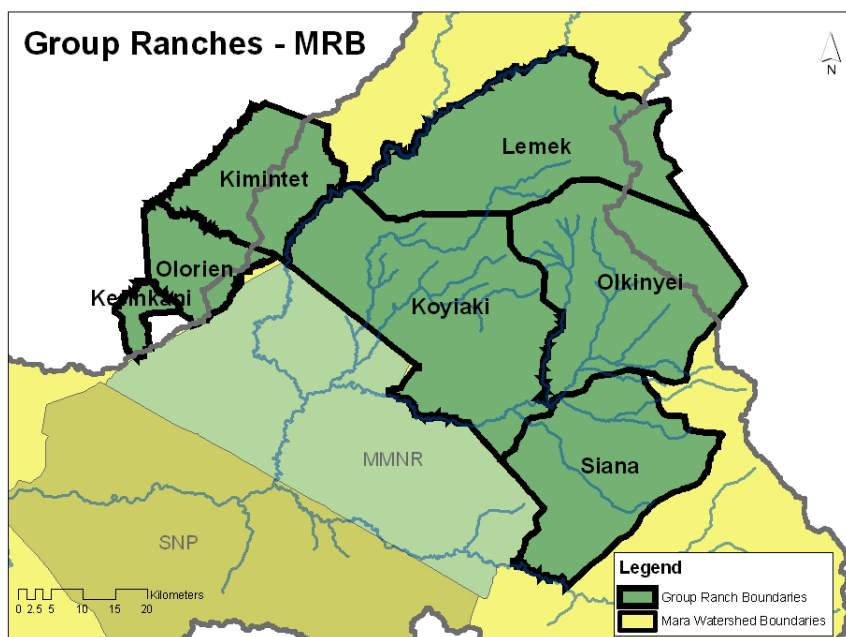 Group Ranches - MRB
N
Lemek
Kimintet
Olorien
Kerinkani
Koyiaki
Olkinyei
MMNR
Siana
SNP
Legend
Group Ranch Boundaries
Mara Watershed Boundaries
Kilometers
0 2.5 5 10 15 20